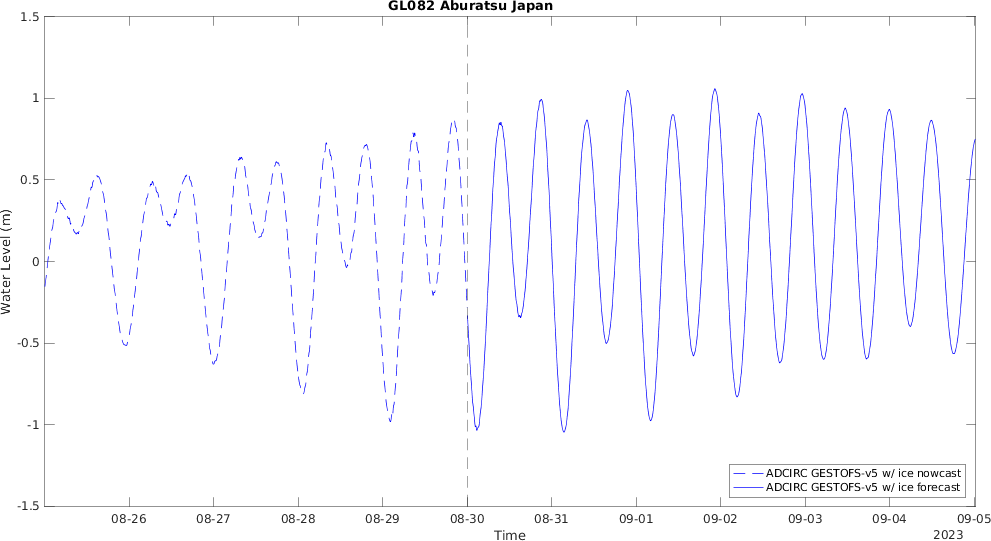 GL082 Aburatsu Japan
1.5
1
0.5
0
-0.5
-1
-1.5
Water Level (m)
08-26 08-27 08-28 08-29 08-30 08-31 09-01 09-02 09-03 09-04 09-05
Time
2023
ADCIRC GESTOFS-v5 w/ ice nowcast
ADCIRC GESTOFS-v5 w/ ice forecast